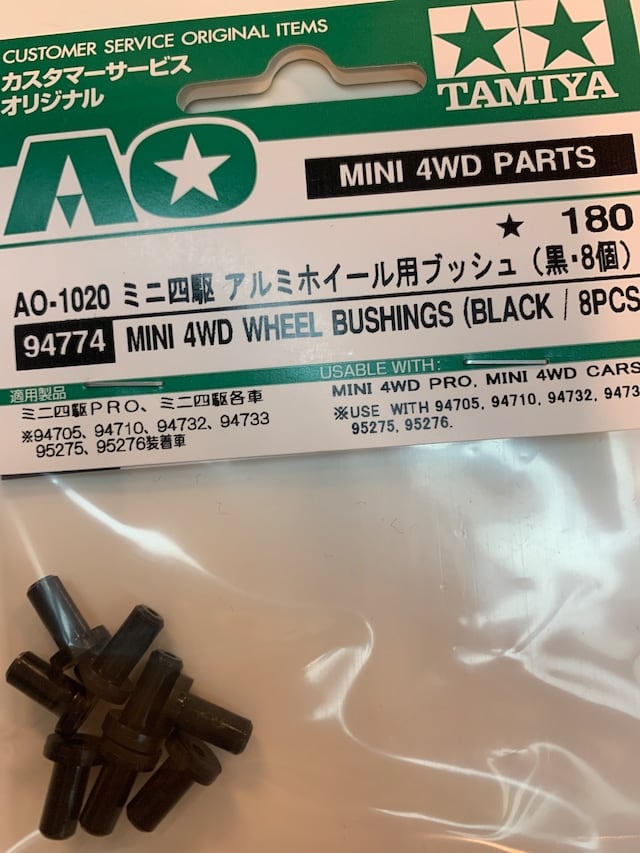 CUSTOMER SERVICE ORIGINAL ITEMS
カスタマーサービス
オリジナル
TAMIYA
AO
MINI 4WD PARTS
★ 180
AO-1020 ミニ四駆 アルミホイール用ブッシュ (黒・8個)
94774 MINI 4WD WHEEL BUSHINGS (BLACK / 8PCS
適用製品
ミニ四駆PRO、ミニ四駆各車
※94705、94710、94732、94733
95275、95276装着車
USABLE WITH:
MINI 4WD PRO, MINI 4WD CARS
※USE WITH 94705, 94710, 94732, 9473
95275, 95276.